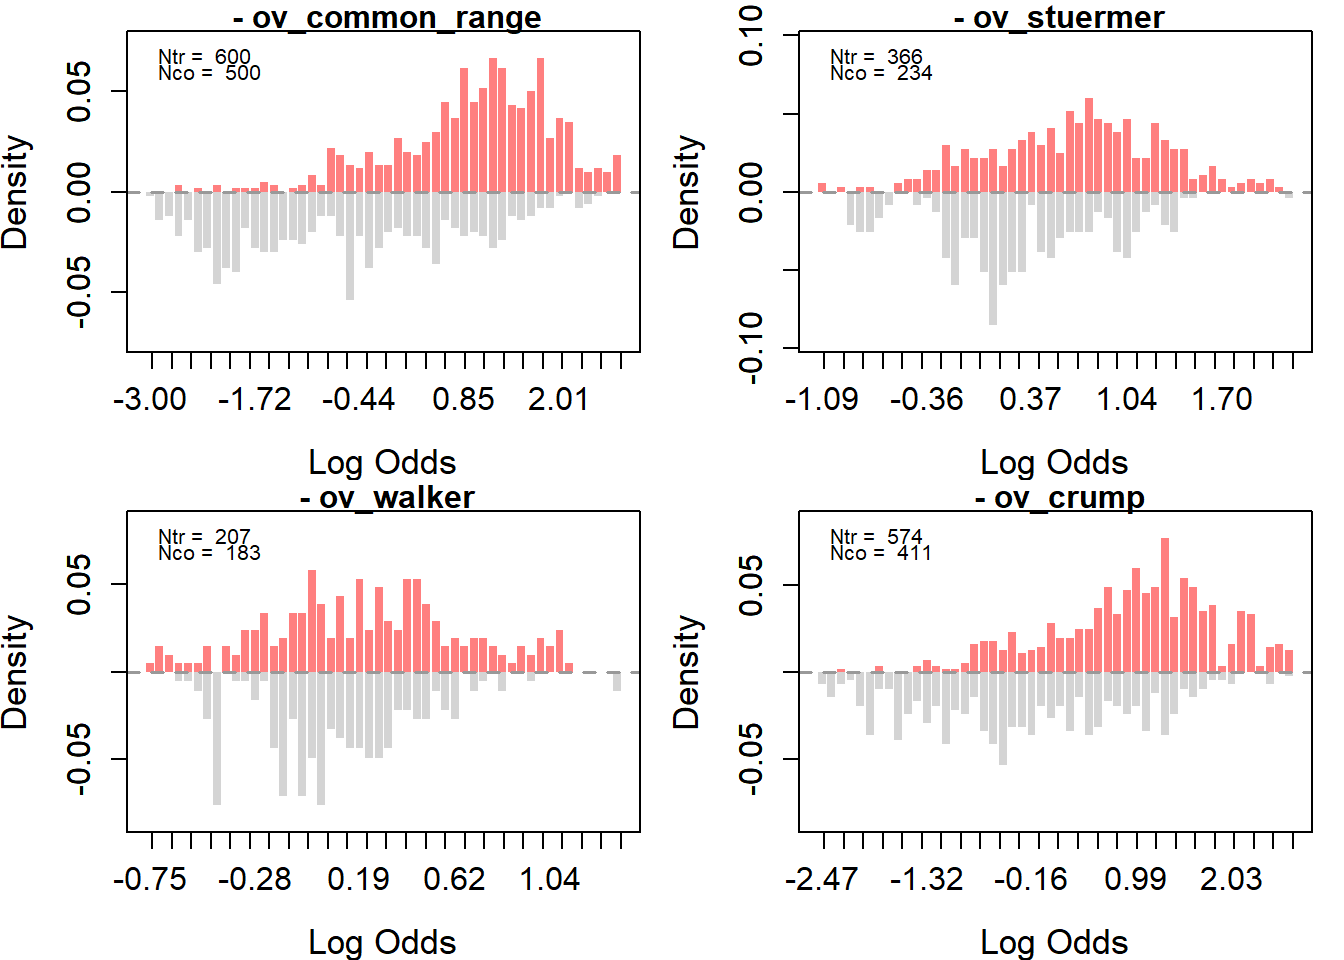 - ov_common_range
Ntr = 600
Nco = 500
0.05
0.00
-0.05
Density
-3.00 -1.72 -0.44 0.85 2.01
Log Odds
- ov_stuermer
Ntr = 366
Nco = 234
0.10
0.00
-0.10
Density
-1.09 -0.36 0.37 1.04 1.70
Log Odds
- ov_walker
Ntr = 207
Nco = 183
0.05
-0.05
Density
-0.75 -0.28 0.19 0.62 1.04
Log Odds
- ov_crump
Ntr = 574
Nco = 411
0.05
-0.05
Density
-2.47 -1.32 -0.16 0.99 2.03
Log Odds